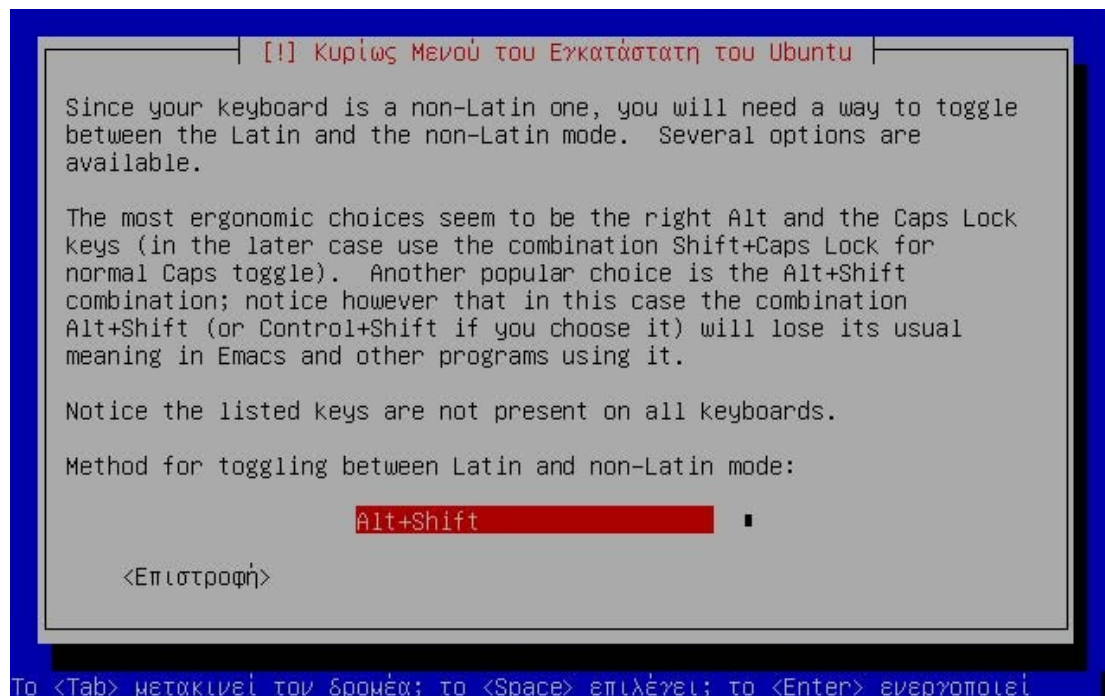 [!] Κυρίως Μενού του Εγκατάστατη του Ubuntu
Since your keyboard is a non-Latin one, you will need a way to toggle
between the Latin and the non-Latin mode.  Several options are
available.
The most ergonomic choices seem to be the right Alt and the Caps Lock
keys (in the later case use the combination Shift+Caps Lock for
normal Caps toggle).  Another popular choice is the Alt+Shift
combination; notice however that in this case the combination
Alt+Shift (or Control+Shift if you choose it) will lose its usual
meaning in Emacs and other programs using it.
Notice the listed keys are not present on all keyboards.
Method for toggling between Latin and non-Latin mode:
Alt+Shift
<Επιστροφή>
Το <Tab> μετακινεί τον δρομέα; το <Space> επιλέγει; το <Enter> ενεργοποιεί